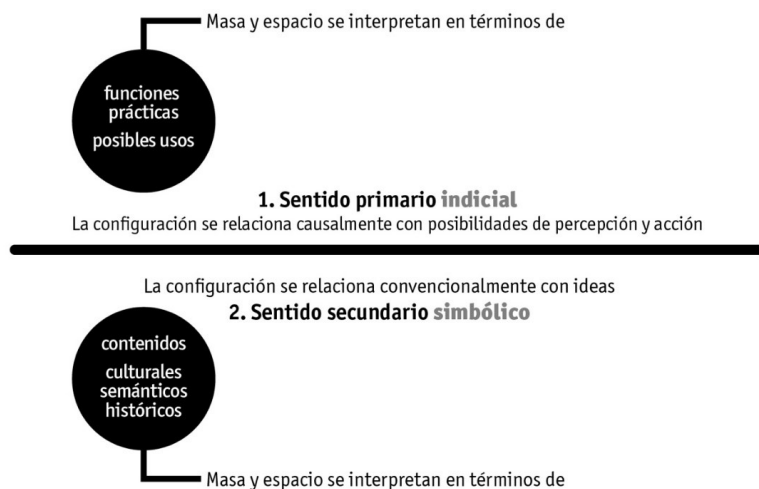 Masa y espacio se interpretan en términos de
funciones
prácticas
posibles usos
1. Sentido primario indicial
La configuración se relaciona causalmente con posibilidades de percepción y acción
La configuración se relaciona convencionalmente con ideas
2. Sentido secundario simbólico
contenidos
culturales
semánticos
históricos
Masa y espacio se interpretan en términos de